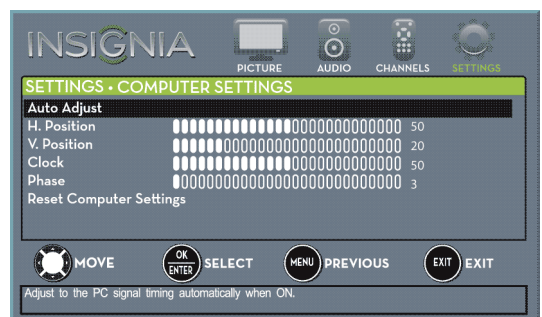 INSIGNIA
PICTURE AUDIO CHANNELS SETTINGS
SETTINGS • COMPUTER SETTINGS
Auto Adjust
H. Position 50
V. Position 20
Clock 50
Phase 3
Reset Computer Settings
MOVE OK ENTER SELECT MENU PREVIOUS EXIT EXIT
Adjust to the PC signal timing automatically when ON.